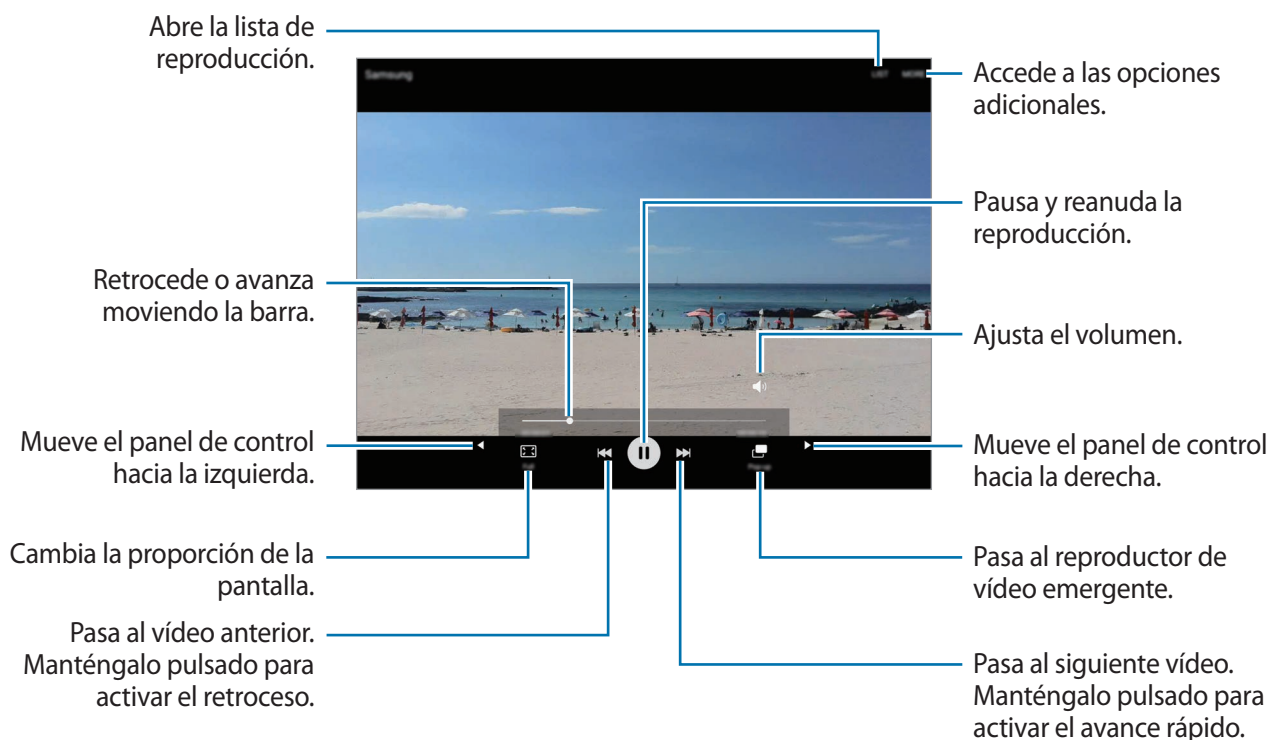 Abre la lista de
reproducción.
Samsung
LIST
MORE
Accede a las opciones
adicionales.
Pausa y reanuda la
reproducción.
Retrocede o avanza
moviendo la barra.
Ajusta el volumen.
Mueve el panel de control
hacia la izquierda.
Mueve el panel de control
hacia la derecha.
Full
Pop-up
Cambia la proporción de la
pantalla.
Pasa al reproductor de
vídeo emergente.
Pasa al vídeo anterior.
Manténgalo pulsado para
activar el retroceso.
Pasa al siguiente vídeo.
Manténgalo pulsado para
activar el avance rápido.